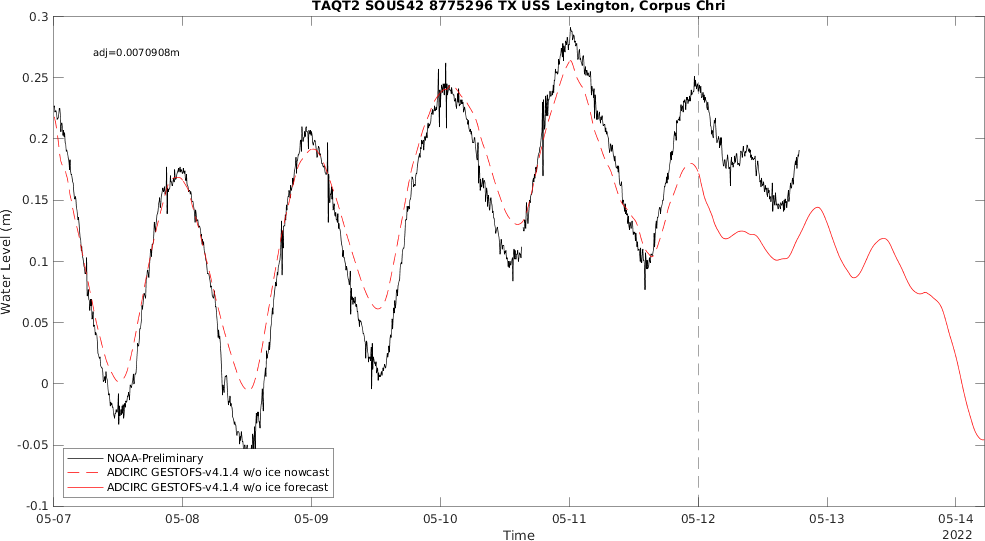 TAQT2 SOUS42 8775296 TX USS Lexington, Corpus Chri
adj=0.0070908m
0.3
0.25
0.2
0.15
0.1
0.05
0
-0.05
-0.1
Water Level (m)
NOAA-Preliminary
ADCIRC GESTOFS-v4.1.4 w/o ice nowcast
ADCIRC GESTOFS-v4.1.4 w/o ice forecast
05-07 05-08 05-09 05-10 05-11 05-12 05-13 05-14
Time
2022